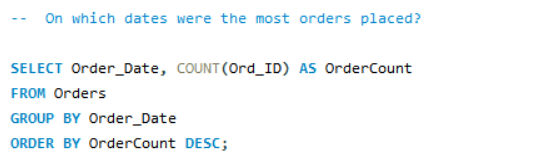 --  On which dates were the most orders placed?
SELECT Order_Date, COUNT(Ord_ID) AS OrderCount
FROM Orders
GROUP BY Order_Date
ORDER BY OrderCount DESC;